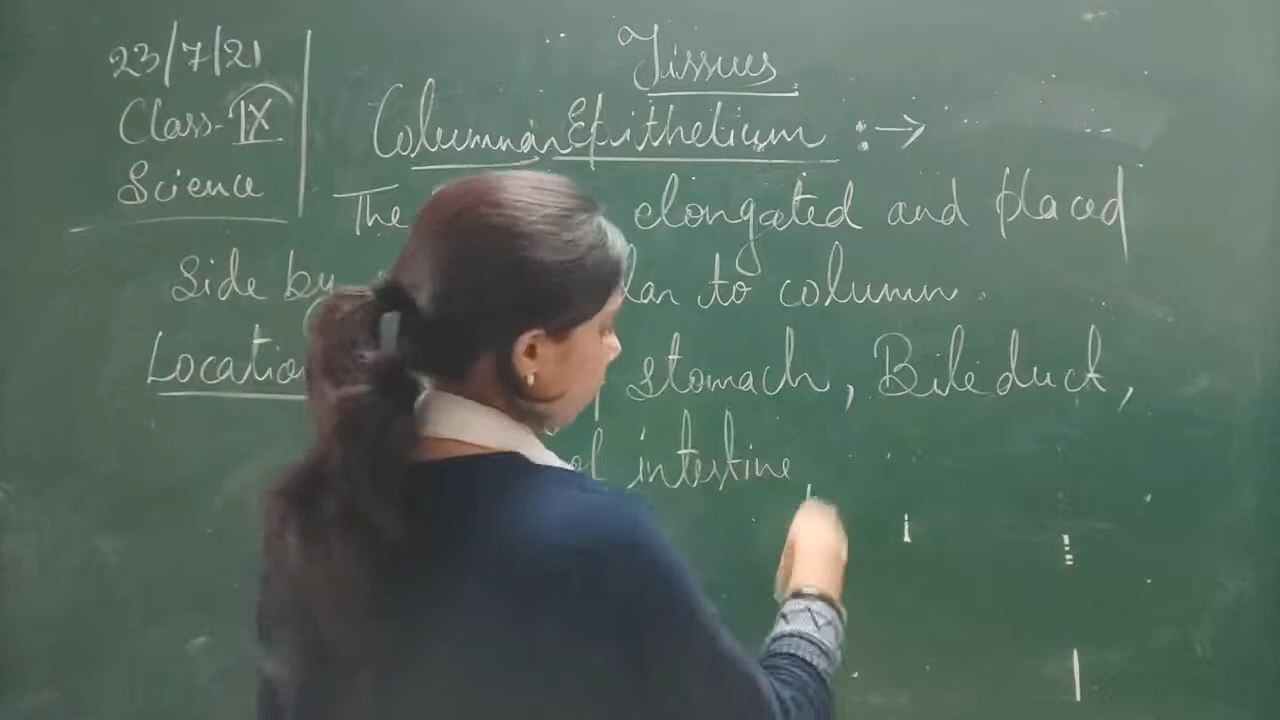 23/7/21
Class-IX
Science
Tissues
Columnar Epithelium :→
The elongated and placed
Side by to column.
Location stomach, Bile duct,
of intestine